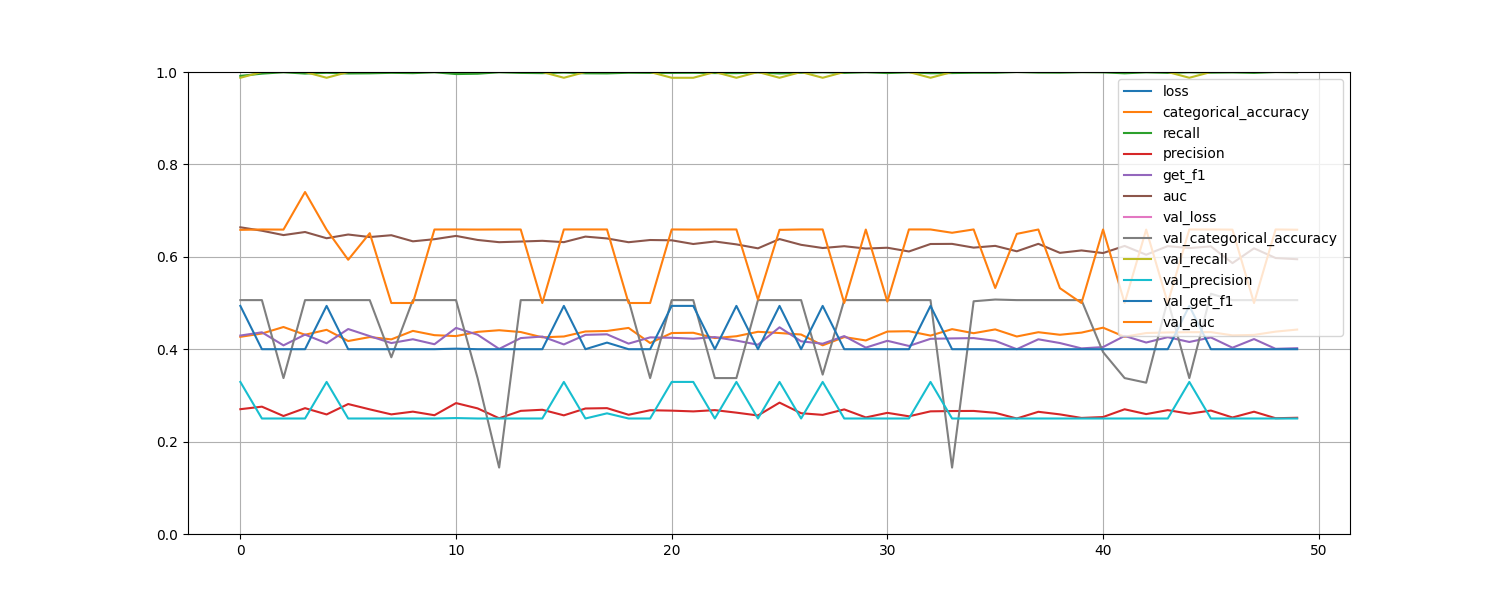 1.0
0.8
0.6
0.4
0.2
0.0
0 10 20 30 40 50
loss
categorical_accuracy
recall
precision
get_f1
auc
val_loss
val_categorical_accuracy
val_recall
val_precision
val_get_f1
val_auc